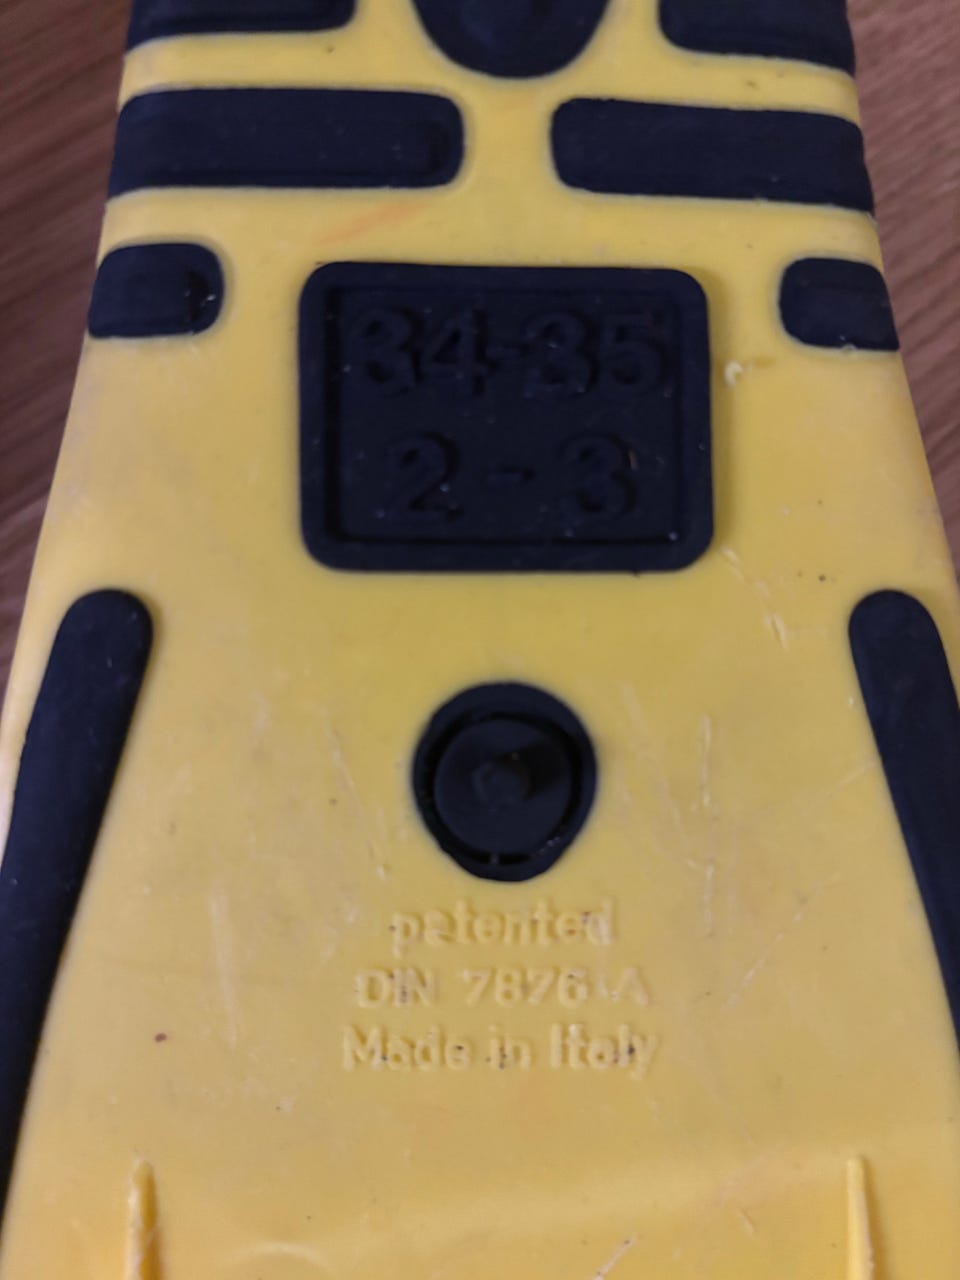 34-35
2 - 3
patented
DIN 7876-A
Made in Italy